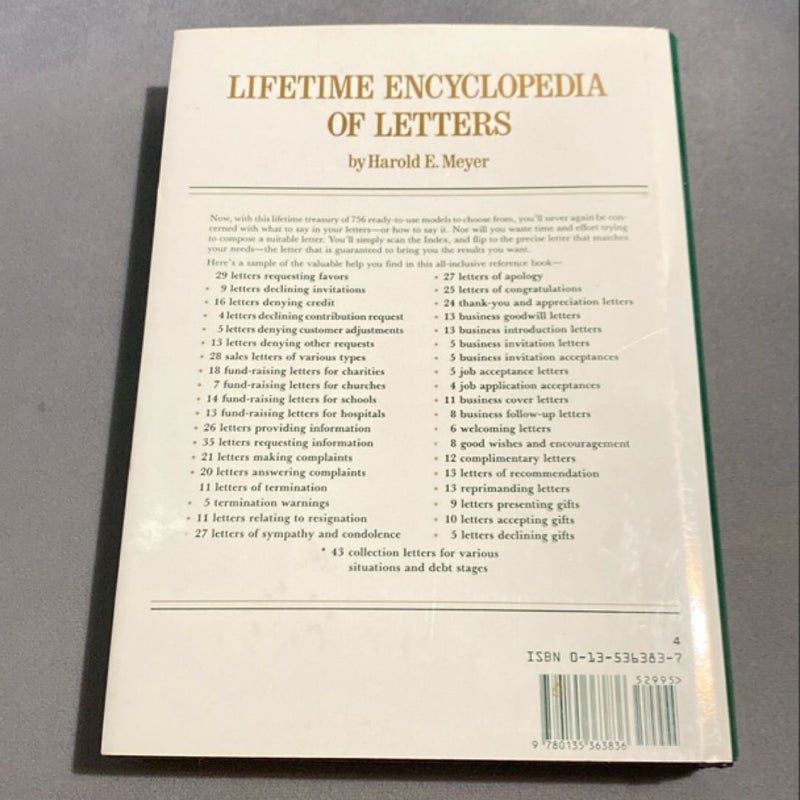 LIFETIME ENCYCLOPEDIA
OF LETTERS
by Harold E. Meyer
Now, with this lifetime treasury of 756 ready-to-use models to choose from, you'll never again be con-
cerned with what to say in your letters—or how to say it. Nor will you waste time and effort trying
to compose a suitable letter. You'll simply scan the Index, and flip to the precise letter that matches
your needs—the letter that is guaranteed to bring you the results you want.
Here's a sample of the valuable help you find in this all-inclusive reference book—
29 letters requesting favors
• 9 letters declining invitations
• 16 letters denying credit
• 4 letters declining contribution request
• 5 letters denying customer adjustments
• 13 letters denying other requests
• 28 sales letters of various types
• 18 fund-raising letters for charities
• 7 fund-raising letters for churches
• 14 fund-raising letters for schools
• 13 fund-raising letters for hospitals
• 26 letters providing information
• 35 letters requesting information
• 21 letters making complaints
• 20 letters answering complaints
11 letters of termination
• 5 termination warnings
• 11 letters relating to resignation
• 27 letters of sympathy and condolence
• 27 letters of apology
• 25 letters of congratulations
• 24 thank-you and appreciation letters
• 13 business goodwill letters
• 13 business introduction letters
• 5 business invitation letters
• 5 business invitation acceptances
• 5 job acceptance letters
• 4 job application acceptances
• 11 business cover letters
• 8 business follow-up letters
• 6 welcoming letters
• 8 good wishes and encouragement
• 12 complimentary letters
• 13 letters of recommendation
• 13 reprimanding letters
• 9 letters presenting gifts
• 10 letters accepting gifts
• 5 letters declining gifts
• 43 collection letters for various
situations and debt stages
4
ISBN 0-13-536383-7
52995>
9 780135 363836